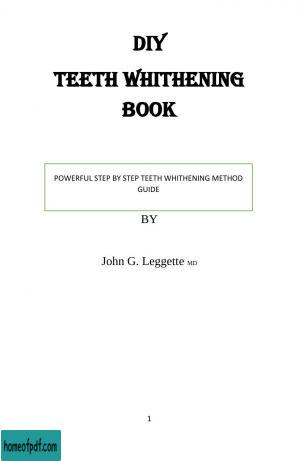 DIY
TEETH WHITHENING
BOOK
POWERFUL STEP BY STEP TEETH WHITHENING METHOD
GUIDE
BY
John G. Leggette MD
1
homeofpdf.com